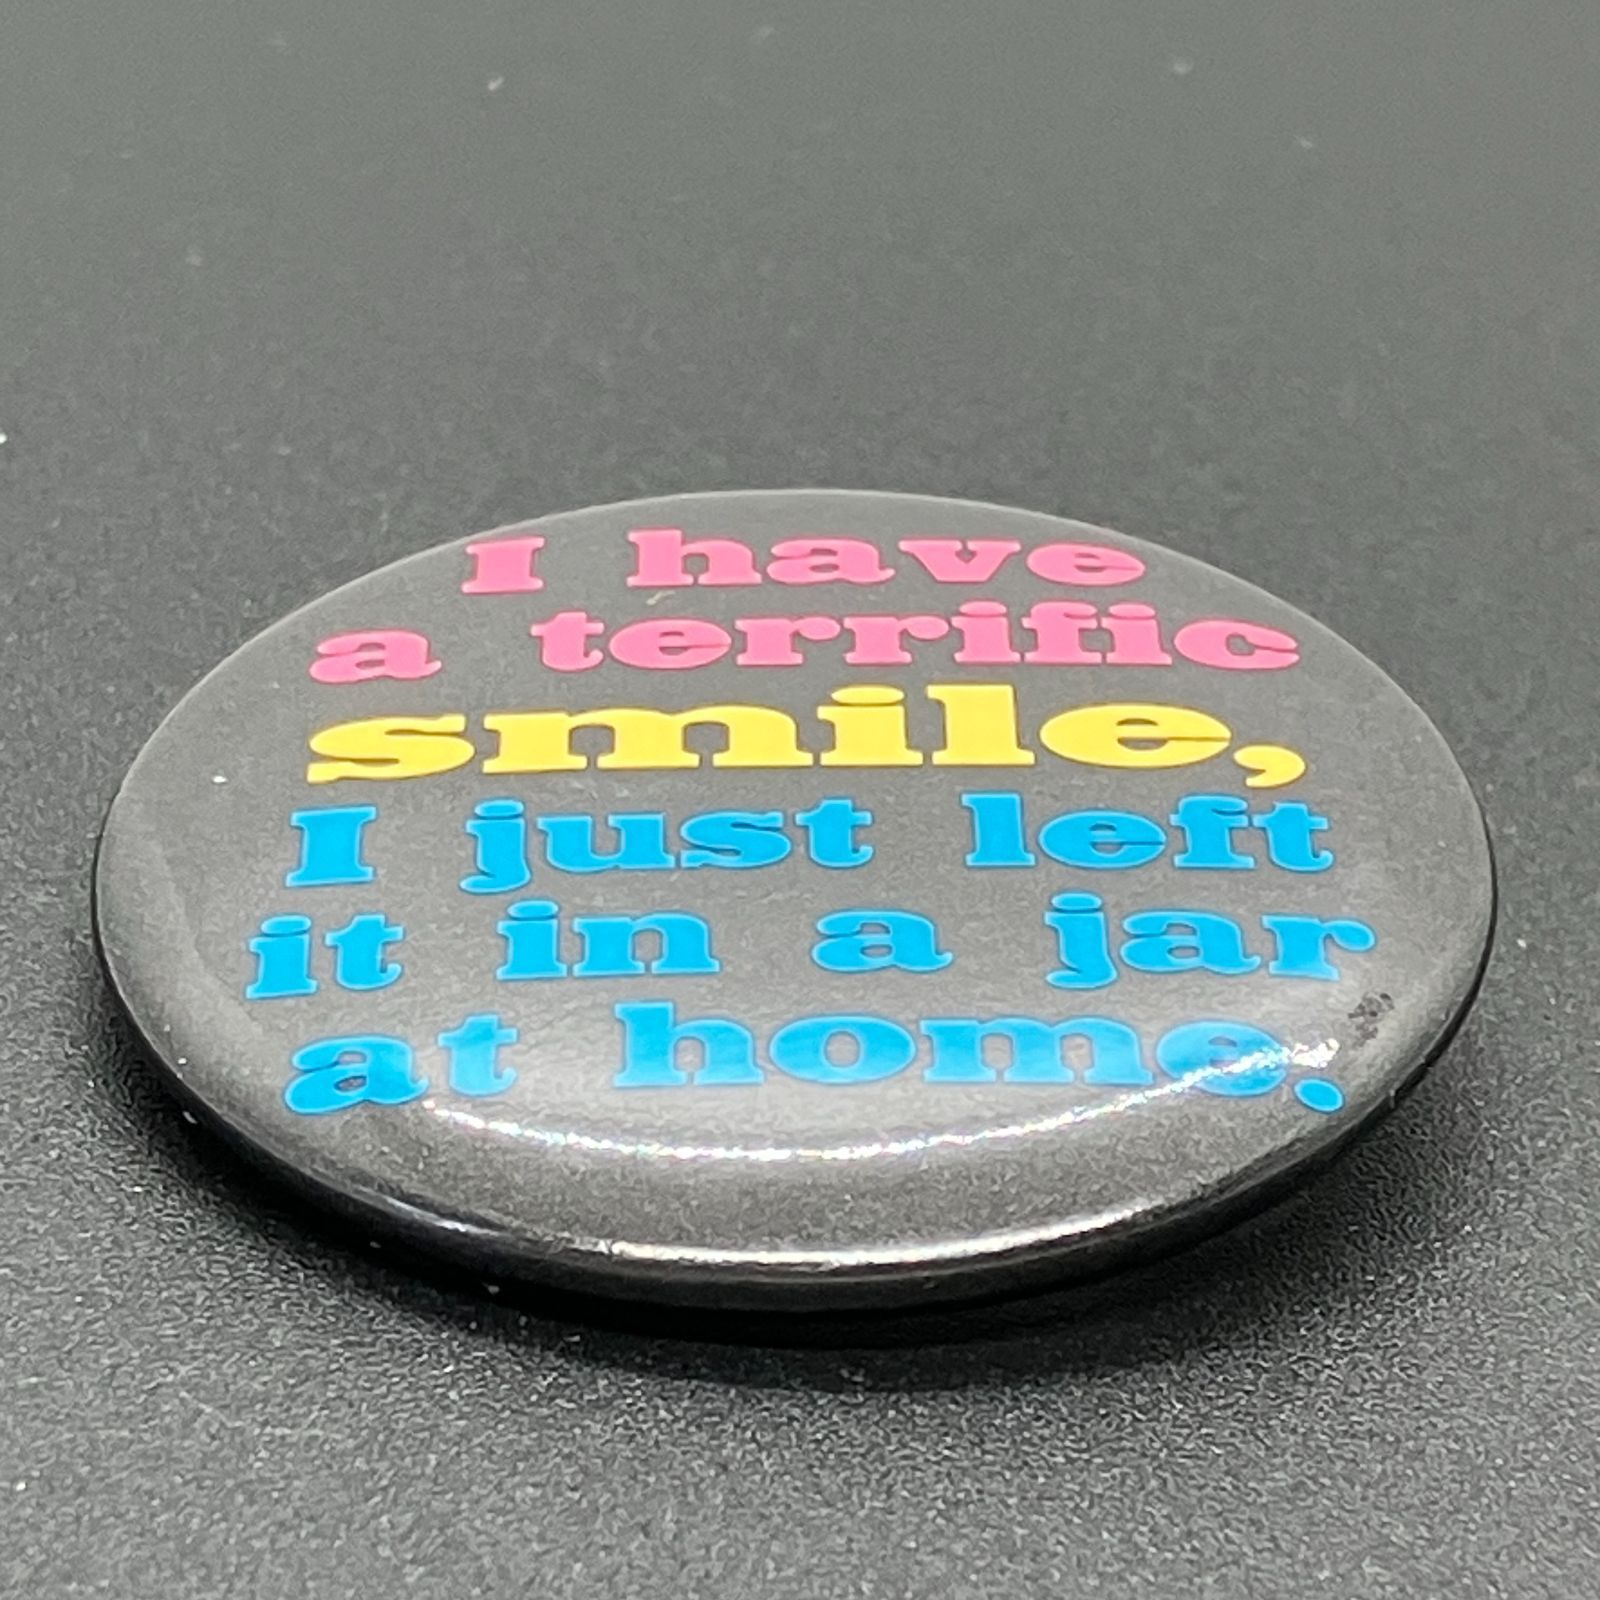 I have
a terrific
smile,
I just left
it in a jar
at home.